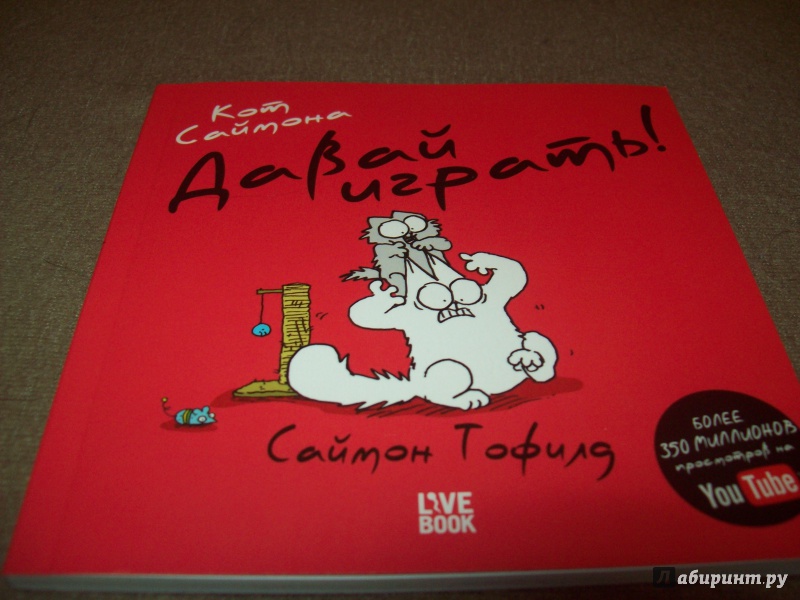 Кот
Саймона
Давай
играть!
Саймон Тофилд
LIVE
BOOK
БОЛЕЕ
350 МИЛЛИОНОВ
просмотров на
YouTube
Лабиринт.ру